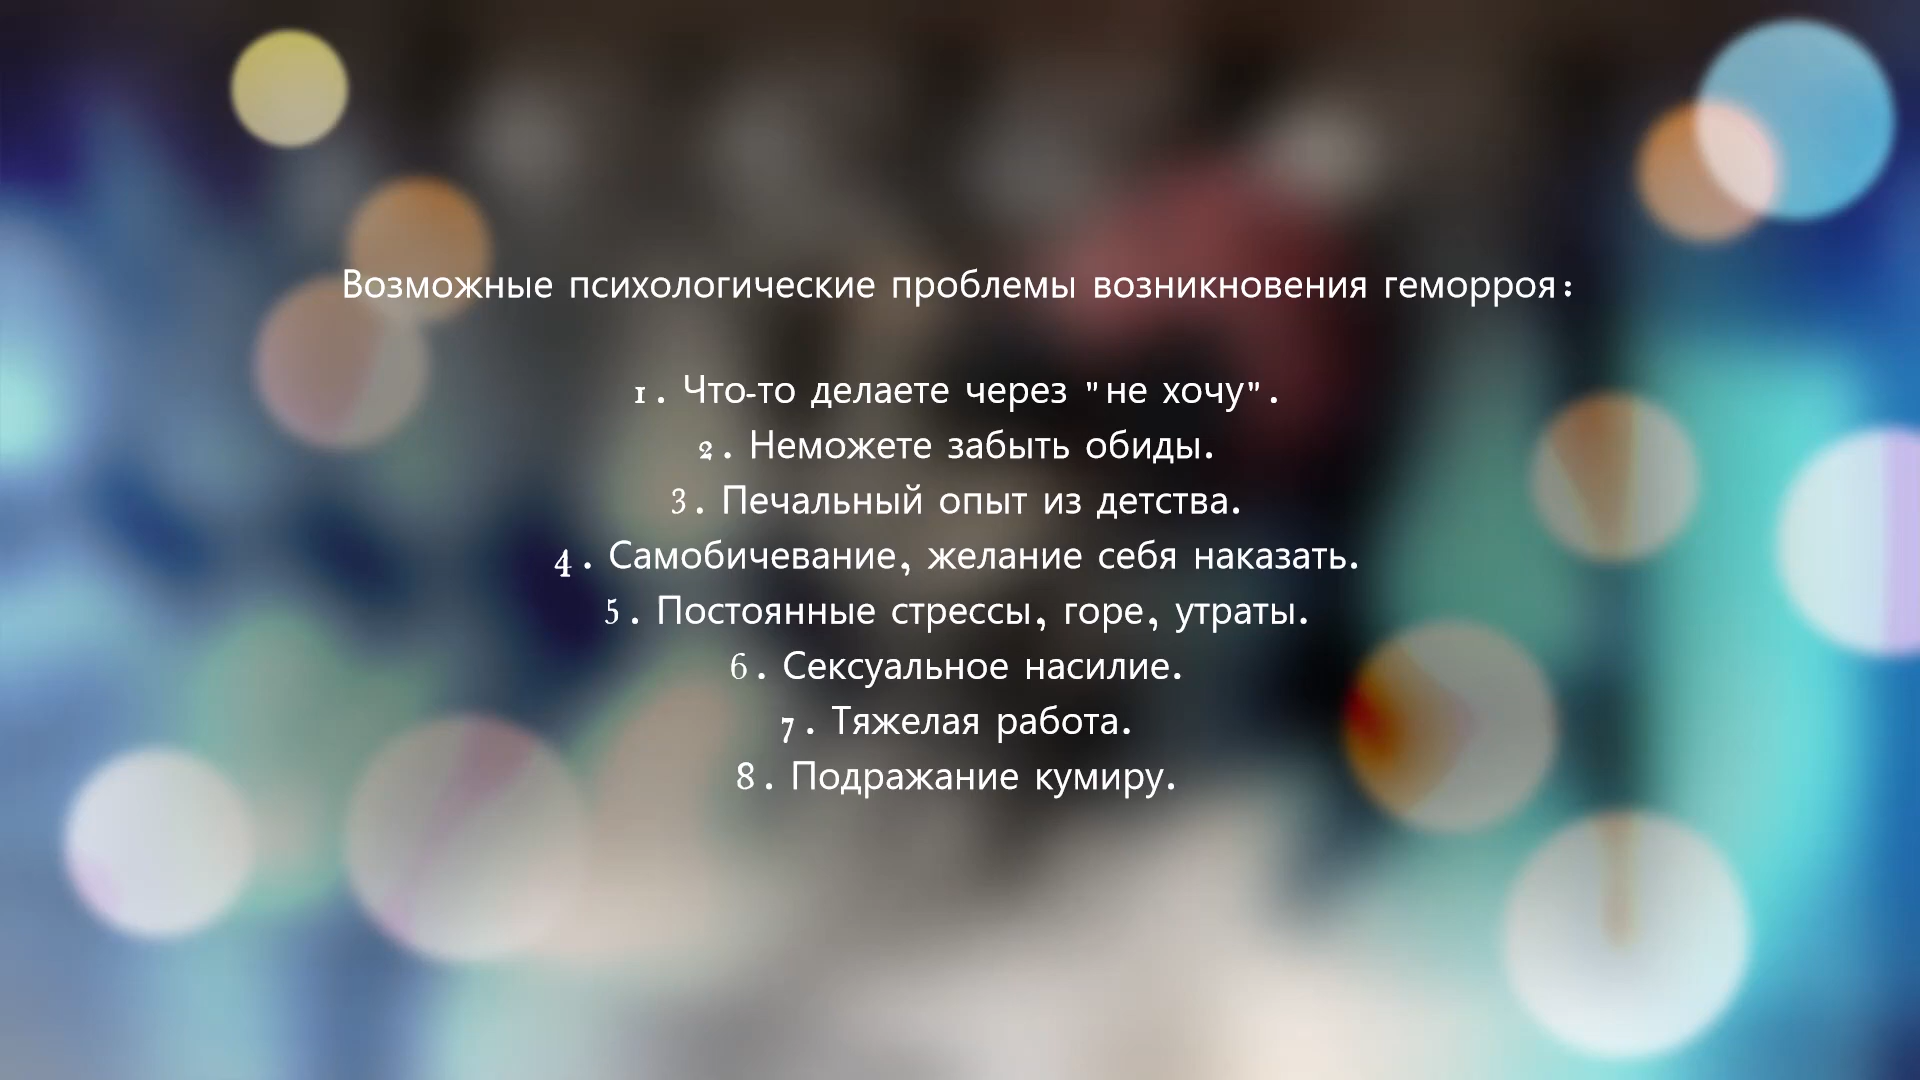 Возможные психологические проблемы возникновения геморроя:
1. Что-то делаете через "не хочу".
2. Неможете забыть обиды.
3. Печальный опыт из детства.
4. Самобичевание, желание себя наказать.
5. Постоянные стрессы, горе, утраты.
6. Сексуальное насилие.
7. Тяжелая работа.
8. Подражание кумиру.